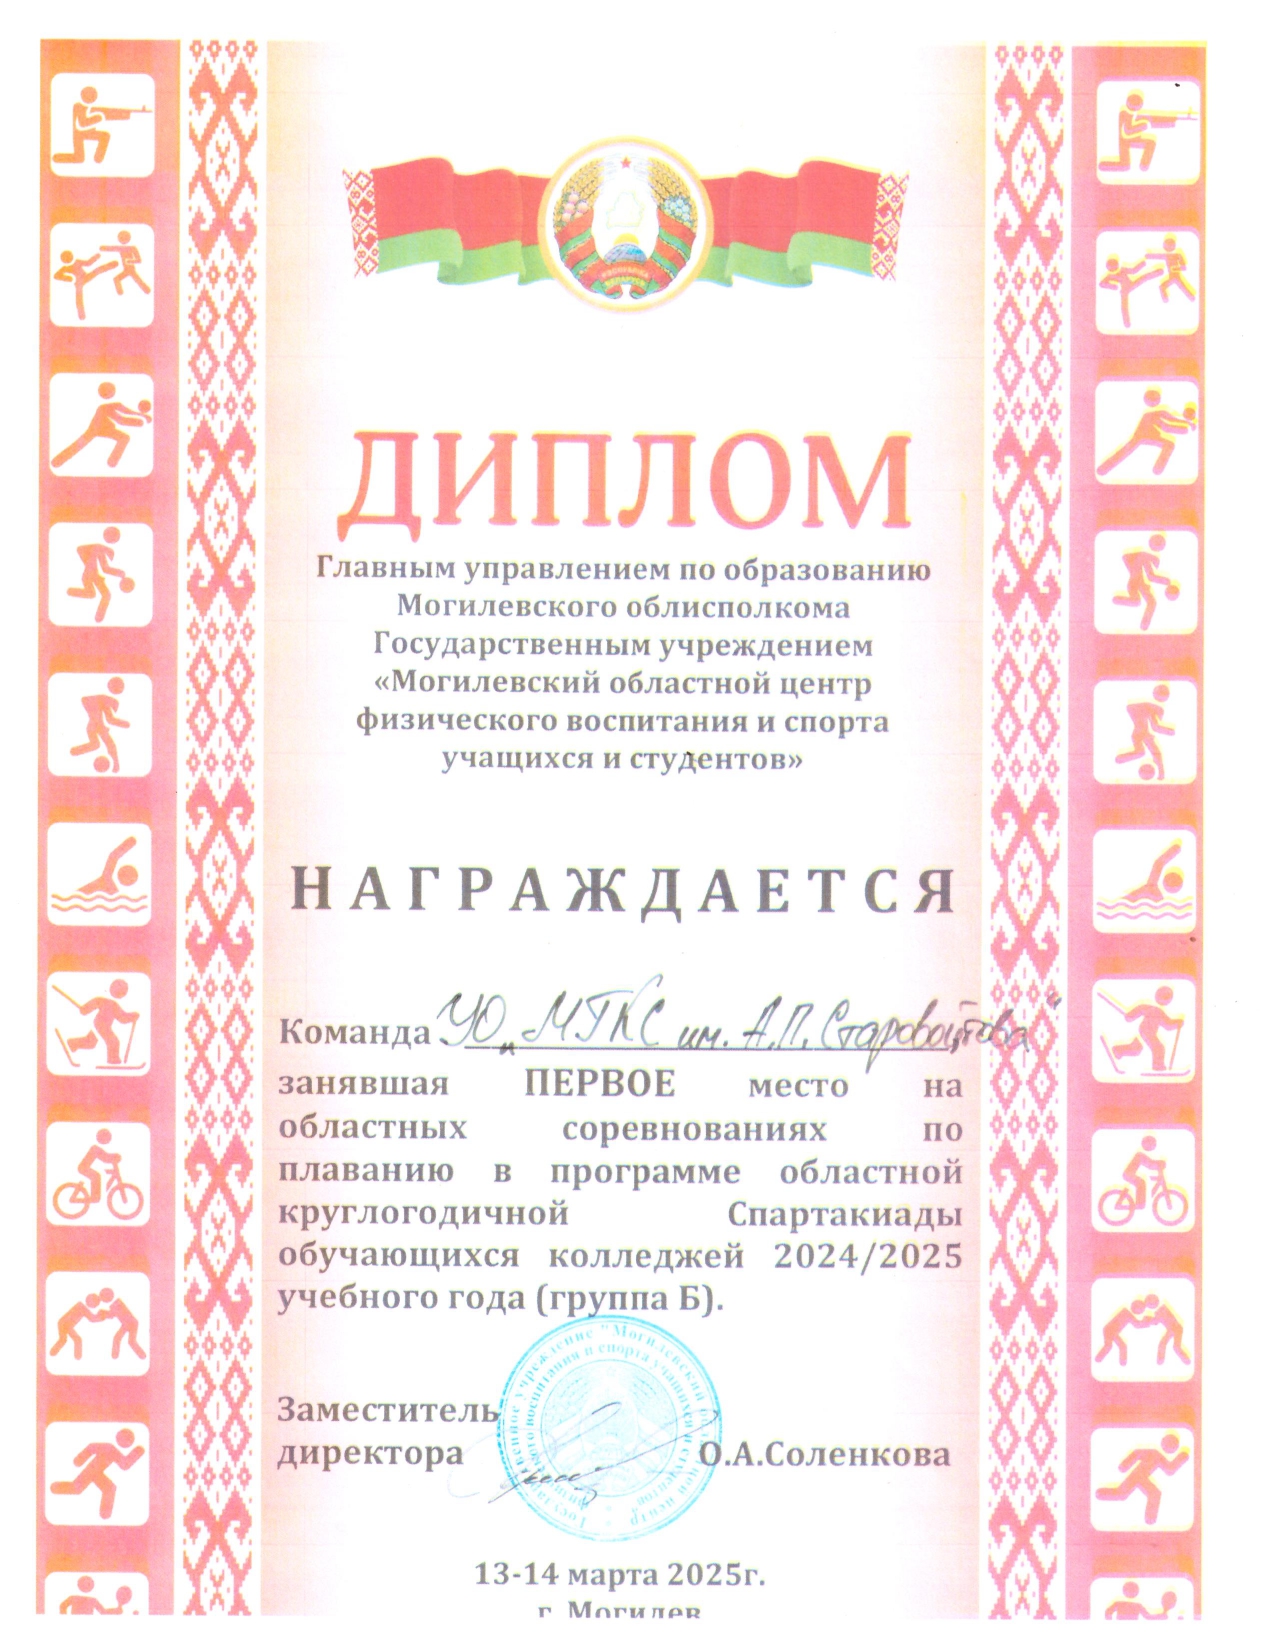 ДИПЛОМ
Главным управлением по образованию
Могилевского облисполкома
Государственным учреждением
«Могилевский областной центр
физического воспитания и спорта
учащихся и студентов»
НАГРАЖДАЕТСЯ
Команда УО „МТКС им. А.П. Старовойтова"
занявшая ПЕРВОЕ место на
областных соревнованиях по
плаванию в программе областной
круглогодичной Спартакиады
обучающихся колледжей 2024/2025
учебного года (группа Б).
Заместитель
директора О.А.Соленкова
13-14 марта 2025г.
г. Могилев